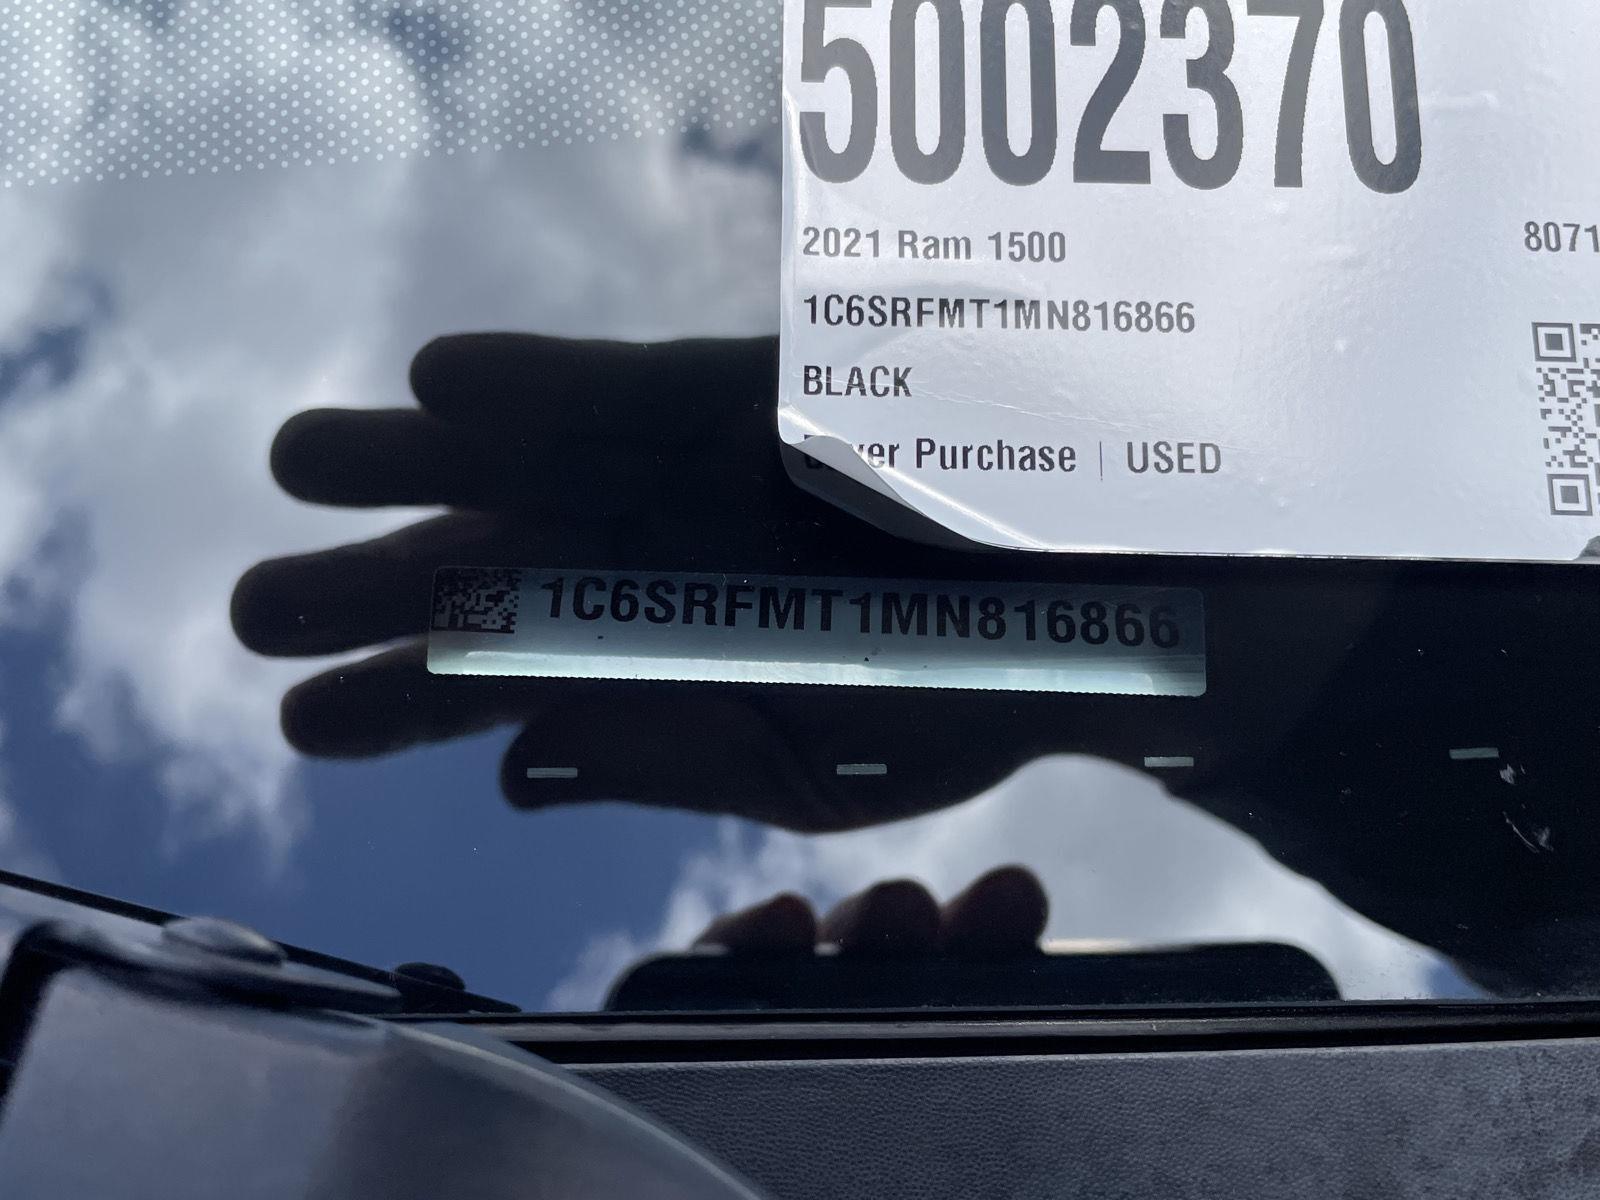 5002370
2021 Ram 1500
8071
1C6SRFMT1MN816866
BLACK
Purchase | USED
1C6SRFMT1MN816866